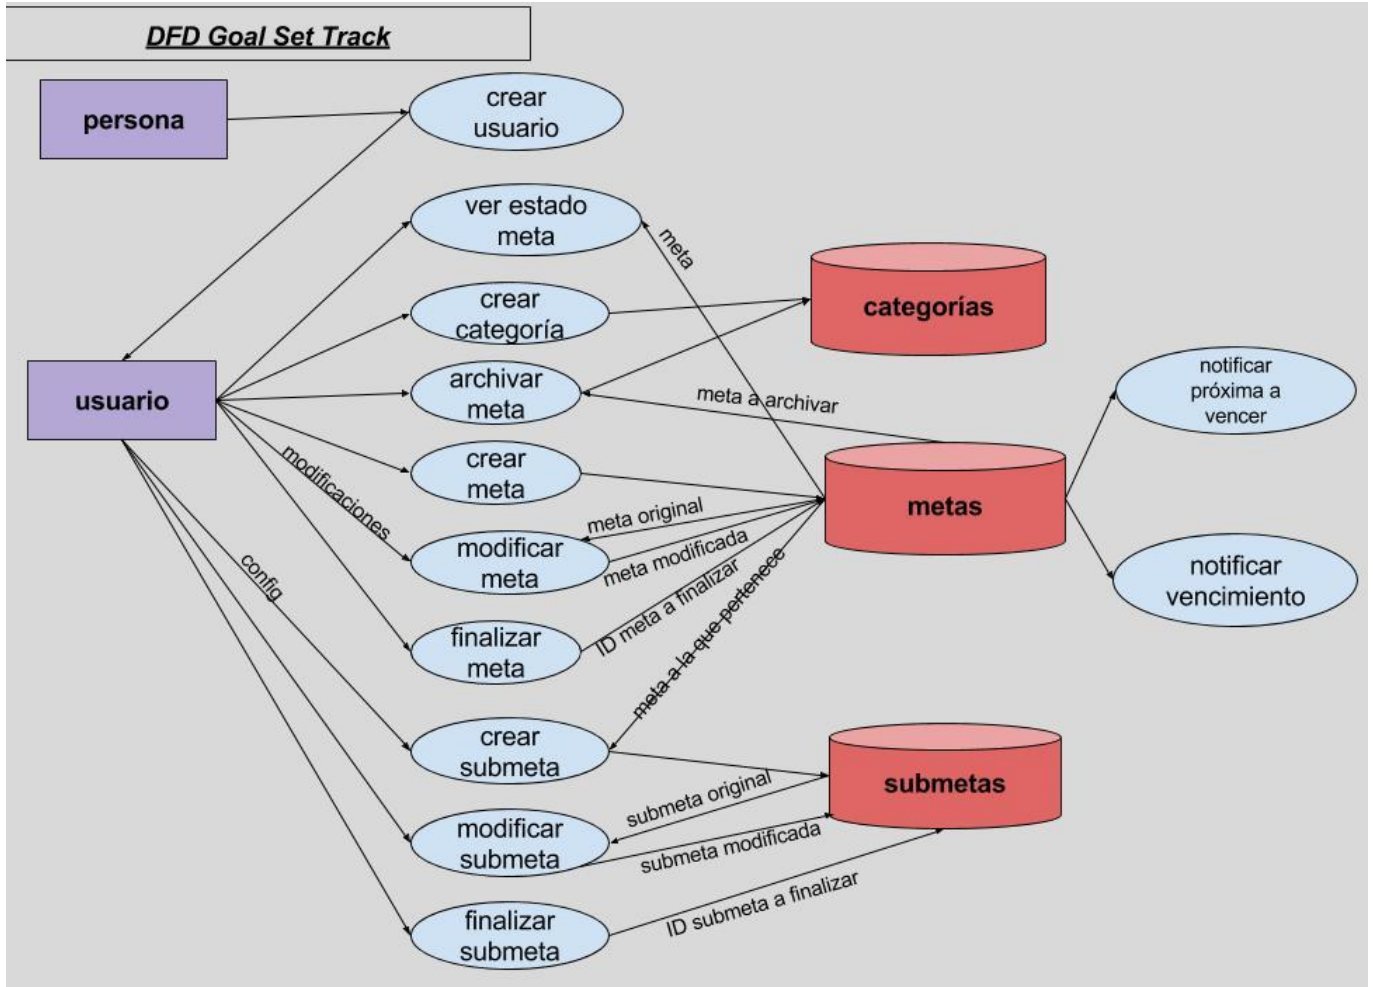 DFD Goal Set Track
persona
crear
usuario
ver estado
meta
meta
crear
categoría
categorías
usuario
archivar
meta
meta a archivar
notificar
próxima a
vencer
crear
meta
modificaciones
metas
meta original
modificar
meta
meta modificada
config
notificar
vencimiento
finalizar
meta
ID meta a finalizar
meta a la que pertenece
crear
submeta
submetas
submeta original
modificar
submeta
submeta modificada
finalizar
submeta
ID submeta a finalizar